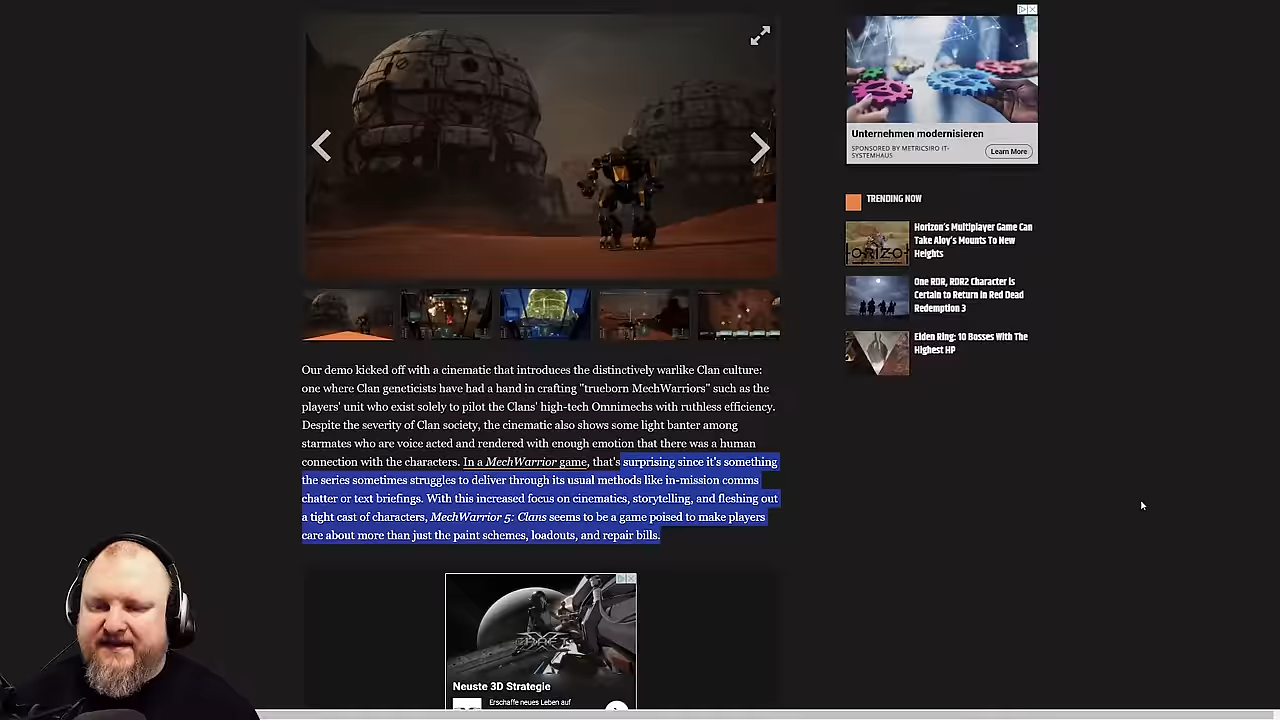 Unternehmen modernisieren
SPONSORED BY METRICSIRO IT-
SYSTEMHAUS
Learn More
TRENDING NOW
Horizon's Multiplayer Game Can
Take Aloy's Mounts To New
Heights
One RDR, RDR2 Character is
Certain to Return in Red Dead
Redemption 3
Elden Ring: 10 Bosses With The
Highest HP
Our demo kicked off with a cinematic that introduces the distinctively warlike Clan culture:
one where Clan geneticists have had a hand in crafting "trueborn MechWarriors" such as the
players' unit who exist solely to pilot the Clans' high-tech Omnimechs with ruthless efficiency.
Despite the severity of Clan society, the cinematic also shows some light banter among
starmates who are voice acted and rendered with enough emotion that there was a human
connection with the characters. In a MechWarrior game, that's surprising since it's something
the series sometimes struggles to deliver through its usual methods like in-mission comms
chatter or text briefings. With this increased focus on cinematics, storytelling, and fleshing out
a tight cast of characters, MechWarrior 5: Clans seems to be a game poised to make players
care about more than just the paint schemes, loadouts, and repair bills.
Neuste 3D Strategie
Erschaffe neues Leben auf